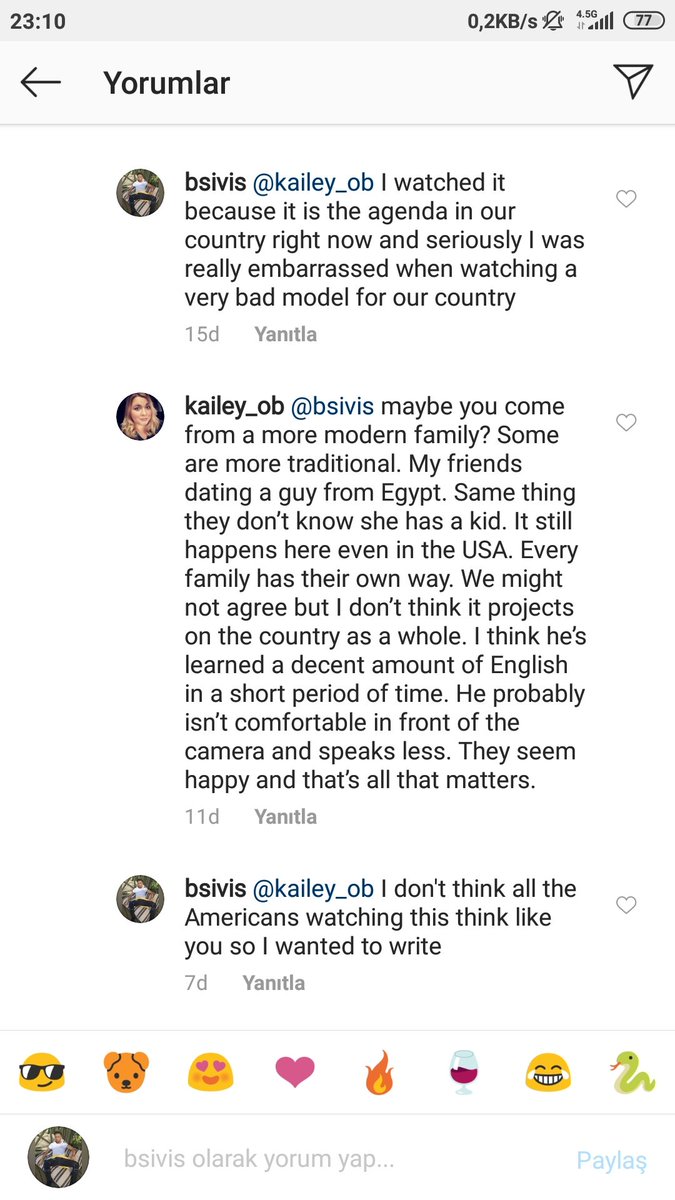 23:10
0,2KB/s 4.5G 77
Yorumlar
bsivis @kailey_ob I watched it
because it is the agenda in our
country right now and seriously I was
really embarrassed when watching a
very bad model for our country
15d Yanıtla
kailey_ob @bsivis maybe you come
from a more modern family? Some
are more traditional. My friends
dating a guy from Egypt. Same thing
they don’t know she has a kid. It still
happens here even in the USA. Every
family has their own way. We might
not agree but I don’t think it projects
on the country as a whole. I think he’s
learned a decent amount of English
in a short period of time. He probably
isn’t comfortable in front of the
camera and speaks less. They seem
happy and that’s all that matters.
11d Yanıtla
bsivis @kailey_ob I don't think all the
Americans watching this think like
you so I wanted to write
7d Yanıtla
bsivis olarak yorum yap...
Paylaş